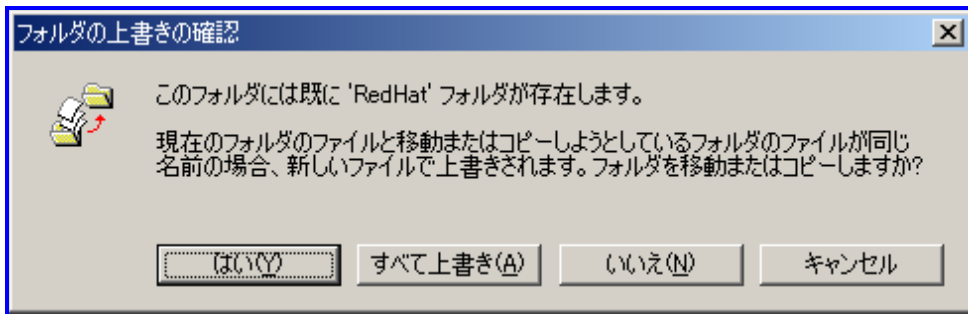 フォルダの上書きの確認
このフォルダには既に 'RedHat' フォルダが存在します。
現在のフォルダのファイルと移動またはコピーしようとしているフォルダのファイルが同じ
名前の場合、新しいファイルで上書きされます。フォルダを移動またはコピーしますか?
はい(Y) すべて上書き(A) いいえ(N) キャンセル